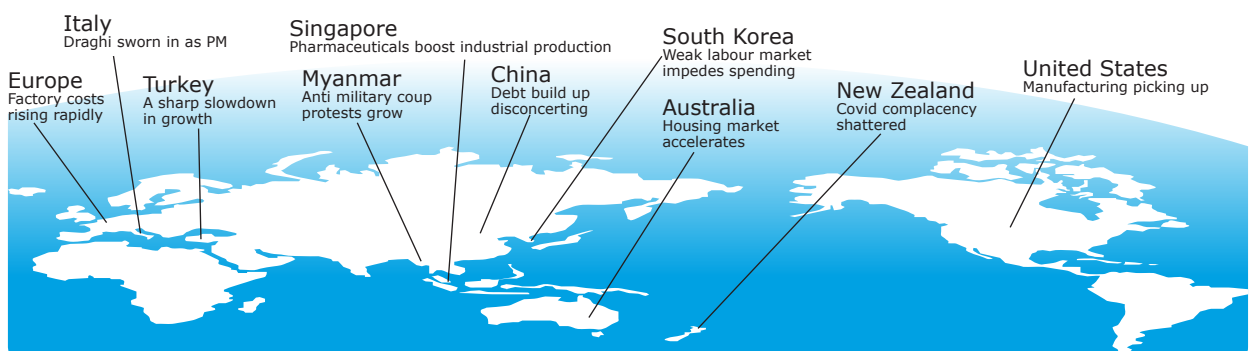 Italy
Draghi sworn in as PM
Europe
Factory costs
rising rapidly
Turkey
A sharp slowdown
in growth
Singapore
Pharmaceuticals boost industrial production
Myanmar
Anti military coup
protests grow
China
Debt build up
disconcerting
South Korea
Weak labour market
impedes spending
Australia
Housing market
accelerates
New Zealand
Covid complacency
shattered
United States
Manufacturing picking up